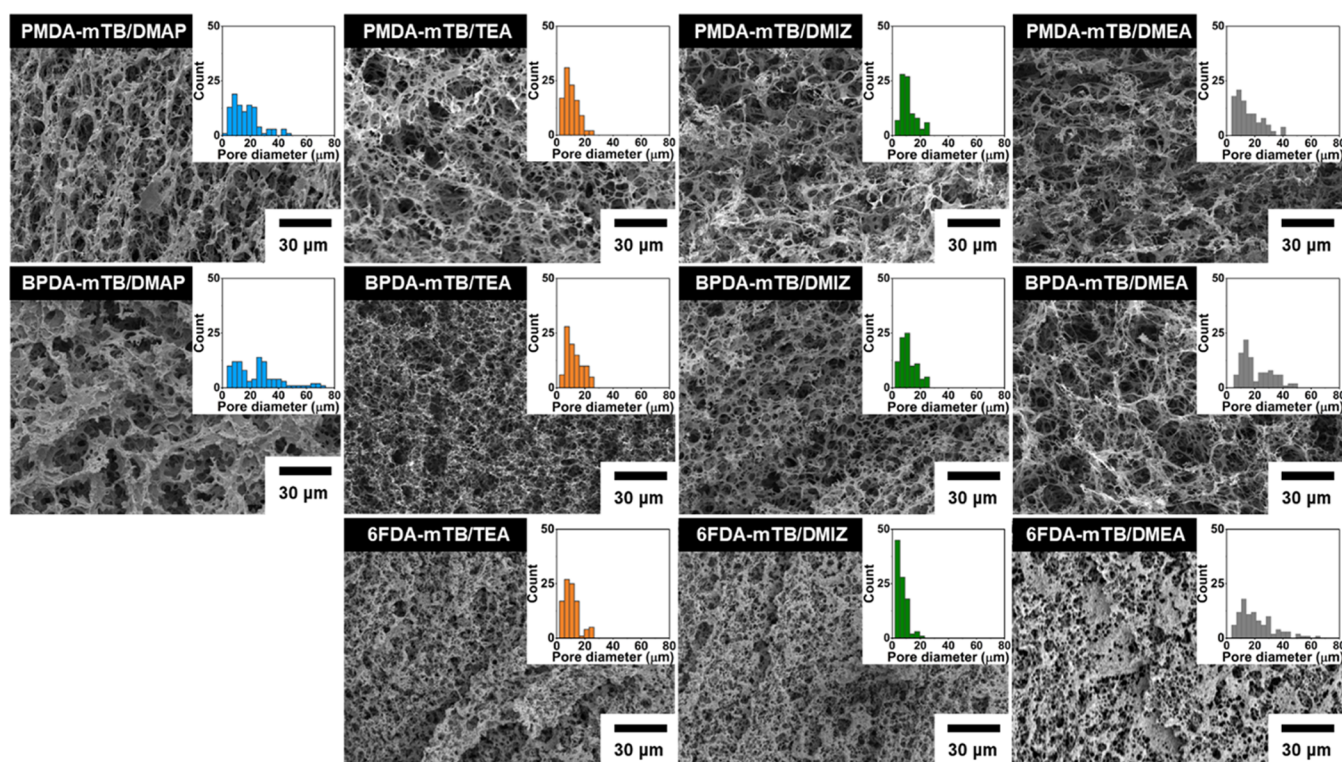 PMDA-mTB/DMAP
50
25
0
Count
0 20 40 60 80
Pore diameter (μm)
30 μm
PMDA-mTB/TEA
50
25
0
Count
0 20 40 60 80
Pore diameter (μm)
30 μm
PMDA-mTB/DMIZ
50
25
0
Count
0 20 40 60 80
Pore diameter (μm)
30 μm
PMDA-mTB/DMEA
50
25
0
Count
0 20 40 60 80
Pore diameter (μm)
30 μm
BPDA-mTB/DMAP
50
25
0
Count
0 20 40 60 80
Pore diameter (μm)
30 μm
BPDA-mTB/TEA
50
25
0
Count
0 20 40 60 80
Pore diameter (μm)
30 μm
BPDA-mTB/DMIZ
50
25
0
Count
0 20 40 60 80
Pore diameter (μm)
30 μm
BPDA-mTB/DMEA
50
25
0
Count
0 20 40 60 80
Pore diameter (μm)
30 μm
6FDA-mTB/TEA
50
25
0
Count
0 20 40 60 80
Pore diameter (μm)
30 μm
6FDA-mTB/DMIZ
50
25
0
Count
0 20 40 60 80
Pore diameter (μm)
30 μm
6FDA-mTB/DMEA
50
25
0
Count
0 20 40 60 80
Pore diameter (μm)
30 μm